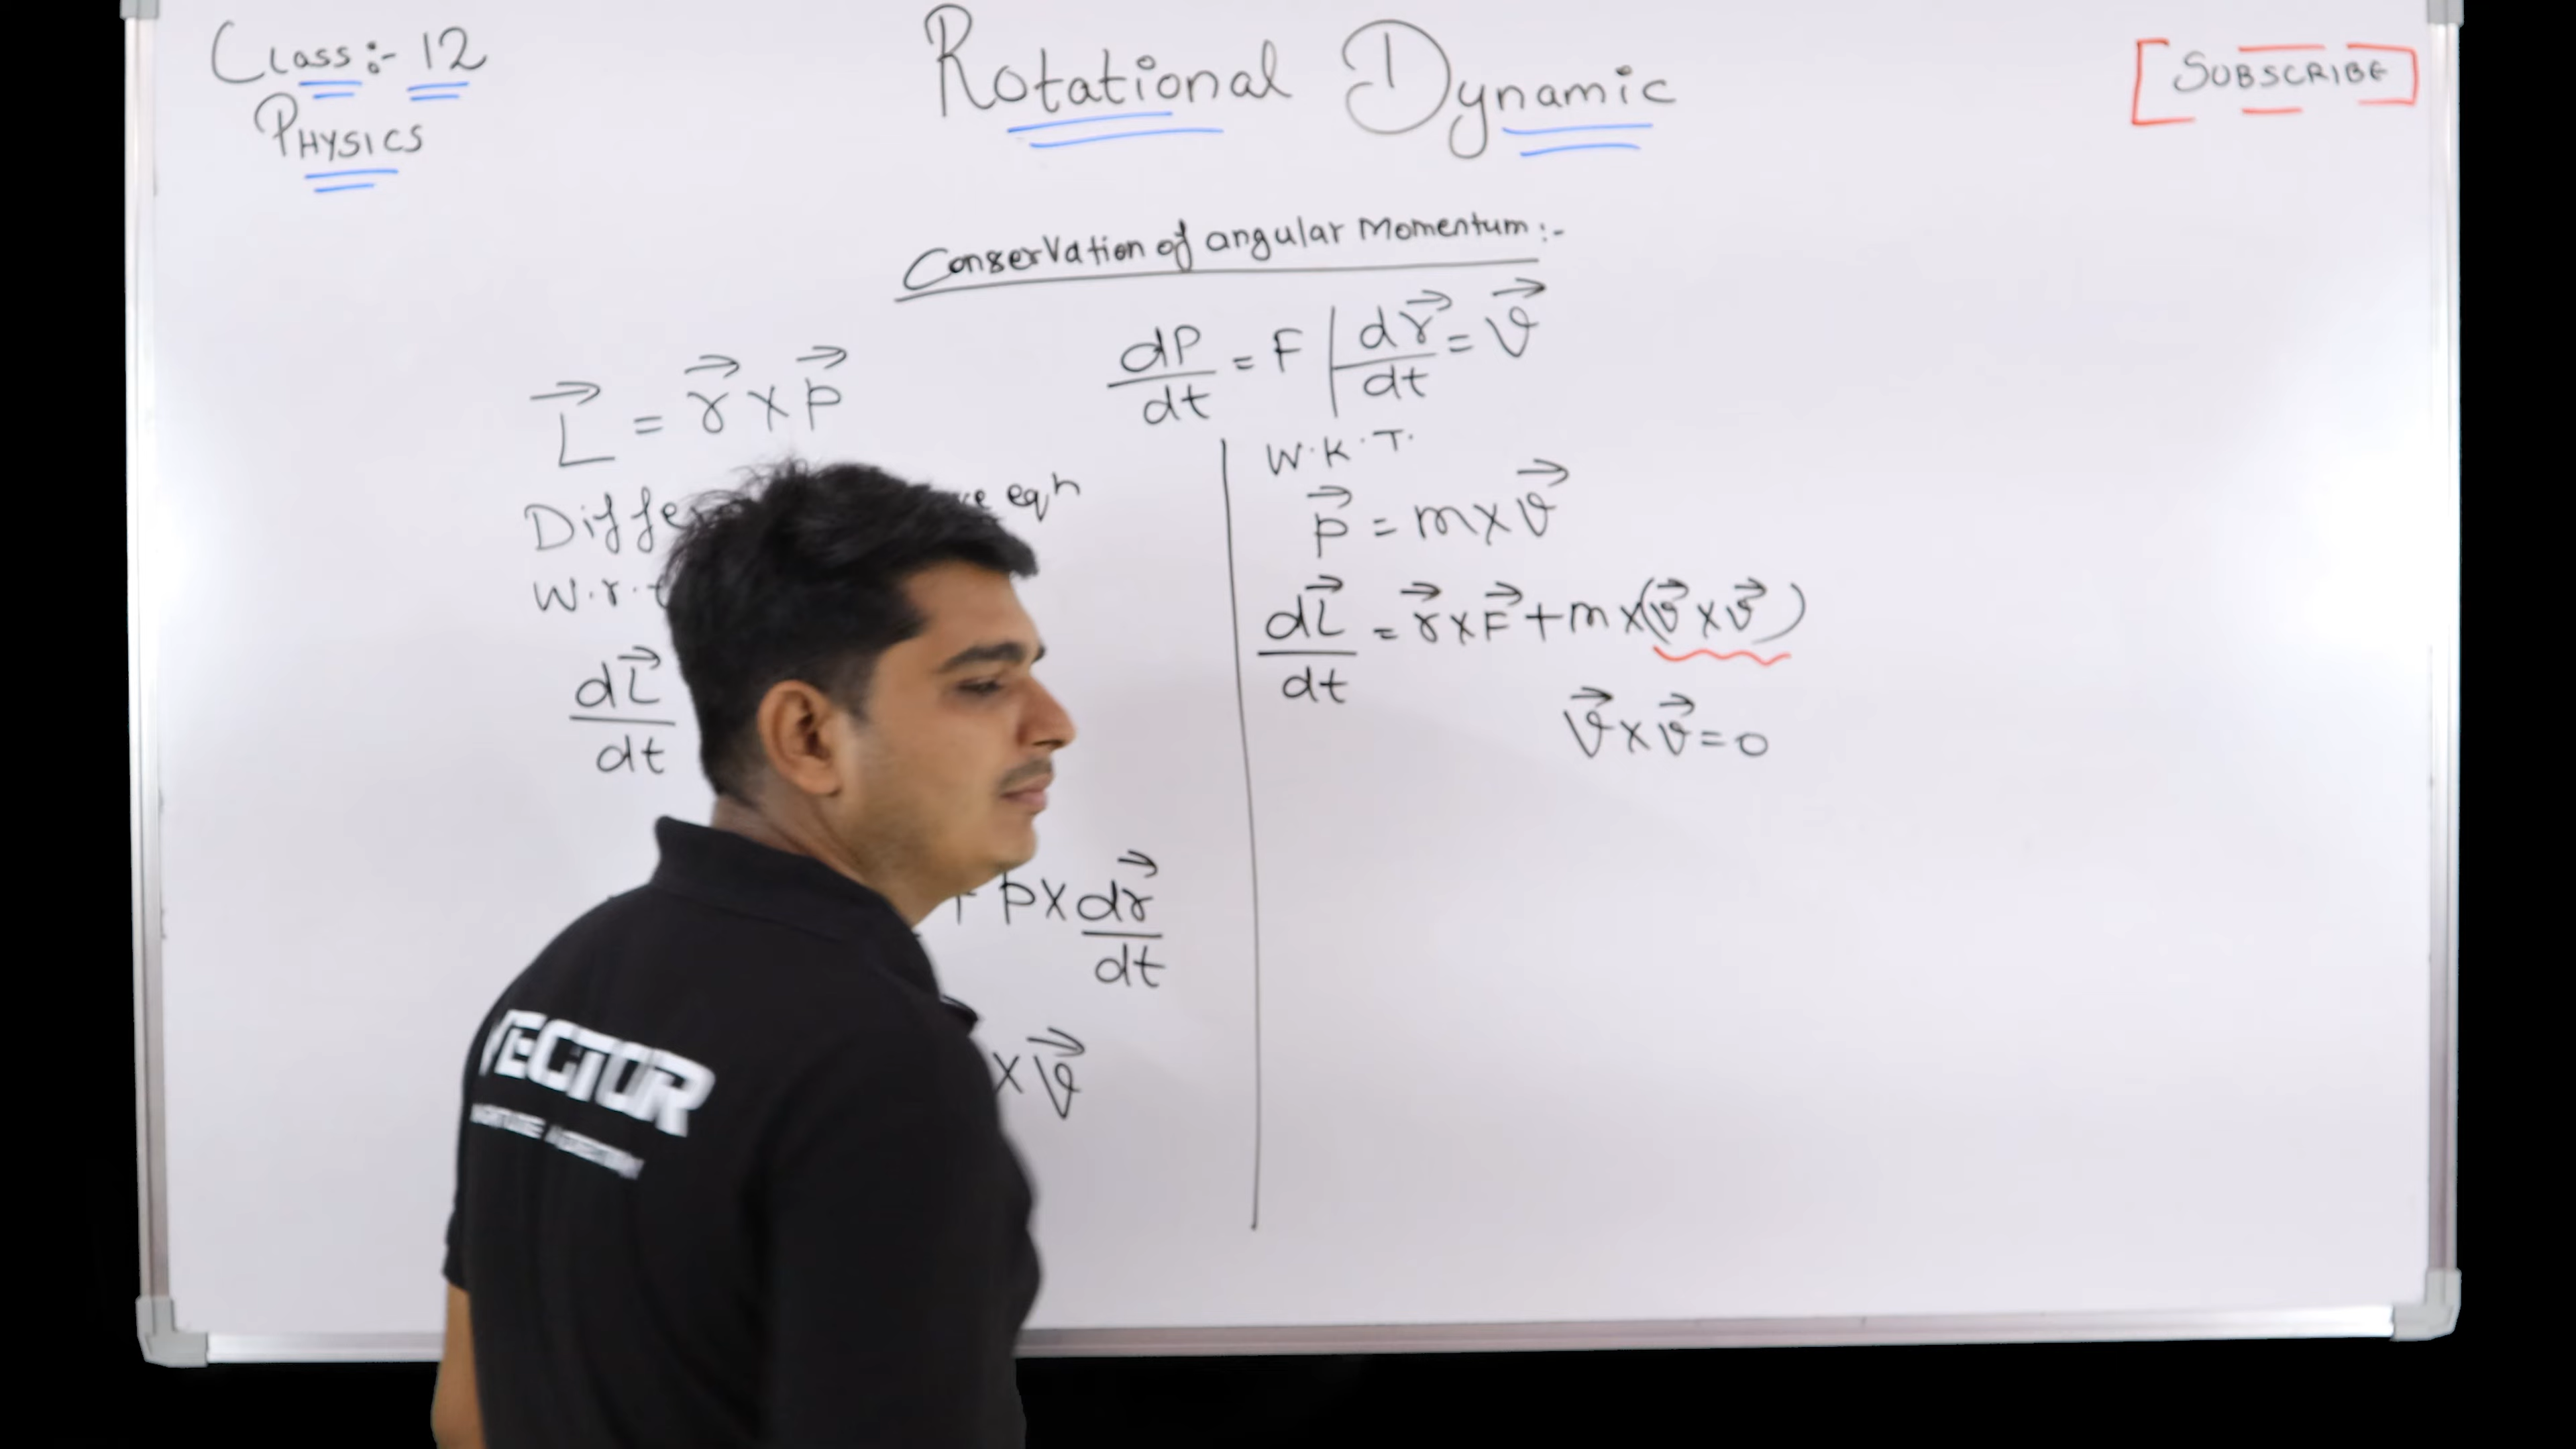 Class:- 12
Physics
Rotational Dynamic
[SUBSCRIBE]
Conservation of angular Momentum:-
dP/dt = F | dr⃗/dt = v⃗
L⃗ = r⃗ × p⃗
eqn
W.r.t
dL⃗/dt
+ p × dr⃗/dt
× v⃗
W.K.T.
p⃗ = m × v⃗
dL⃗/dt = r⃗ × F⃗ + m × (v⃗ × v⃗)
v⃗ × v⃗ = 0
VECTOR